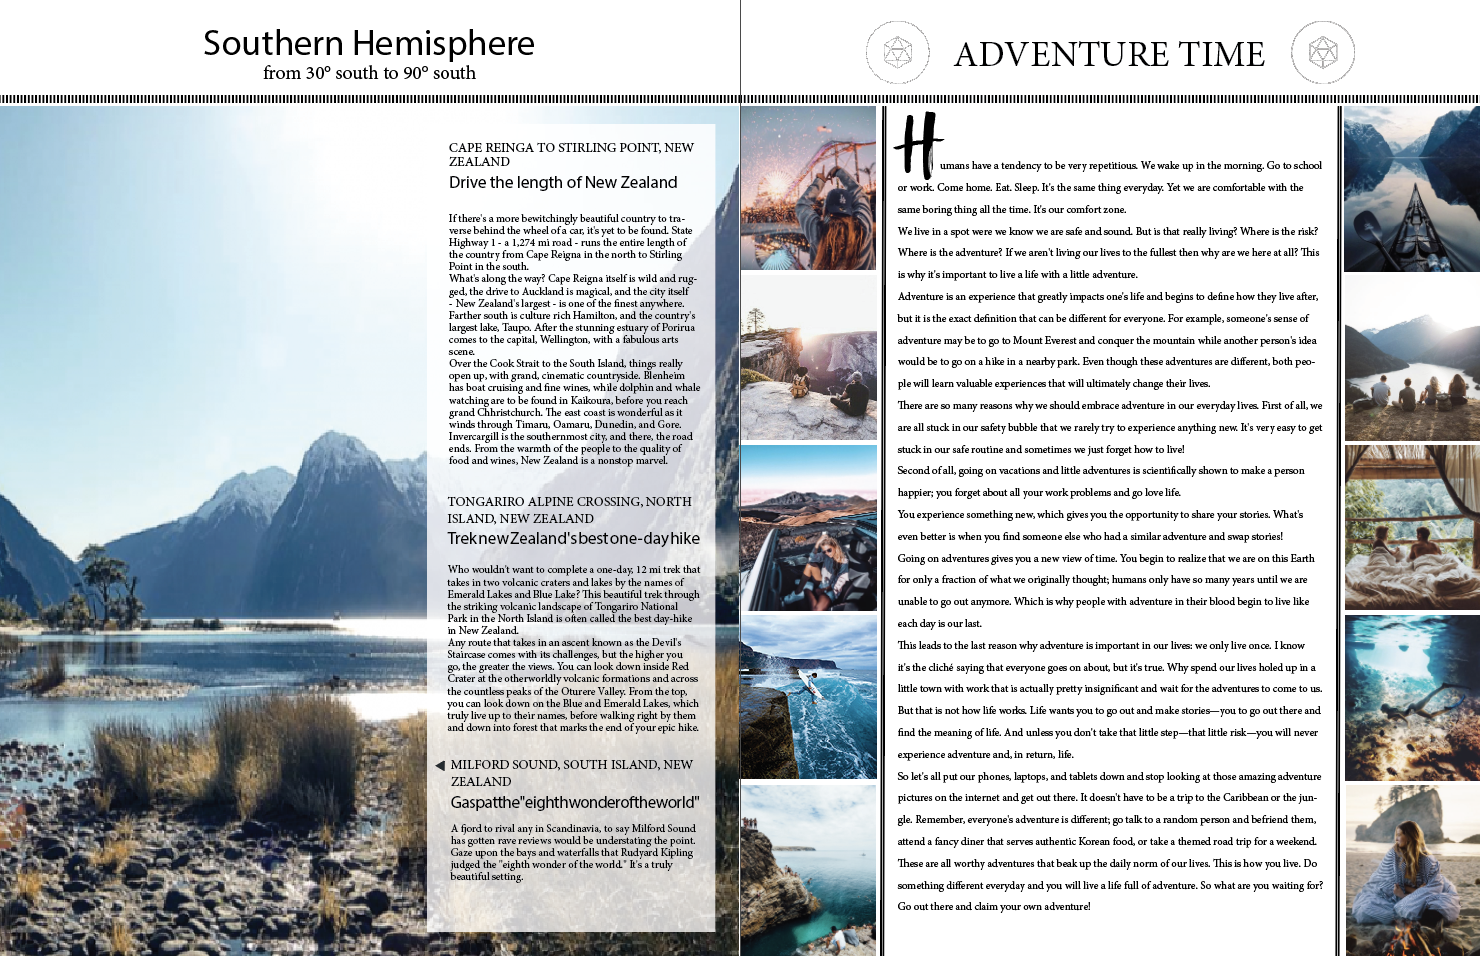 Southern Hemisphere
from 30º south to 90º south
CAPE REINGA TO STIRLING POINT, NEW
ZEALAND
Drive the length of New Zealand
If there's a more bewitchingly beautiful country to tra-
verse behind the wheel of a car, it's yet to be found. State
Highway 1 - a 1,274 mi road - runs the entire length of
the country from Cape Reigna in the north to Stirling
Point in the south.
What's along the way? Cape Reigna itself is wild and rug-
ged, the drive to Auckland is magical, and the city itself
- New Zealand's largest - is one of the finest anywhere.
Farther south is culture rich Hamilton, and the country's
largest lake, Taupo. After the stunning estuary of Porirua
comes to the capital, Wellington, with a fabulous arts
scene.
Over the Cook Strait to the South Island, things really
open up, with grand, cinematic countryside. Blenheim
has boat cruising and fine wines, while dolphin and whale
watching are to be found in Kaikoura, before you reach
grand Chhristchurch. The east coast is wonderful as it
winds through Timaru, Oamaru, Dunedin, and Gore.
Invercargill is the southernmost city, and there, the road
ends. From the warmth of the people to the quality of
food and wines, New Zealand is a nonstop marvel.
TONGARIRO ALPINE CROSSING, NORTH
ISLAND, NEW ZEALAND
Trek new Zealand's best one-day hike
Who wouldn't want to complete a one-day, 12 mi trek that
takes in two volcanic craters and lakes by the names of
Emerald Lakes and Blue Lake? This beautiful trek through
the striking volcanic landscape of Tongariro National
Park in the North Island is often called the best day-hike
in New Zealand.
Any route that takes in an ascent known as the Devil's
Staircase comes with its challenges, but the higher you
go, the greater the views. You can look down inside Red
Crater at the otherworldly volcanic formations and across
the countless peaks of the Oturere Valley. From the top,
you can look down on the Blue and Emerald Lakes, which
truly live up to their names, before walking right by them
and down into forest that marks the end of your epic hike.
MILFORD SOUND, SOUTH ISLAND, NEW
ZEALAND
Gasp at the "eighth wonder of the world"
A fjord to rival any in Scandinavia, to say Milford Sound
has gotten rave reviews would be understating the point.
Gaze upon the bays and waterfalls that Rudyard Kipling
judged the "eighth wonder of the world." It's a truly
beautiful setting.
ADVENTURE TIME
Humans have a tendency to be very repetitious. We wake up in the morning. Go to school
or work. Come home. Eat. Sleep. It's the same thing everyday. Yet we are comfortable with the
same boring thing all the time. It's our comfort zone.
We live in a spot were we know we are safe and sound. But is that really living? Where is the risk?
Where is the adventure? If we aren't living our lives to the fullest then why are we here at all? This
is why it's important to live a life with a little adventure.
Adventure is an experience that greatly impacts one's life and begins to define how they live after,
but it is the exact definition that can be different for everyone. For example, someone's sense of
adventure may be to go to Mount Everest and conquer the mountain while another person's idea
would be to go on a hike in a nearby park. Even though these adventures are different, both peo-
ple will learn valuable experiences that will ultimately change their lives.
There are so many reasons why we should embrace adventure in our everyday lives. First of all, we
are all stuck in our safety bubble that we rarely try to experience anything new. It's very easy to get
stuck in our safe routine and sometimes we just forget how to live!
Second of all, going on vacations and little adventures is scientifically shown to make a person
happier; you forget about all your work problems and go love life.
You experience something new, which gives you the opportunity to share your stories. What's
even better is when you find someone else who had a similar adventure and swap stories!
Going on adventures gives you a new view of time. You begin to realize that we are on this Earth
for only a fraction of what we originally thought; humans only have so many years until we are
unable to go out anymore. Which is why people with adventure in their blood begin to live like
each day is our last.
This leads to the last reason why adventure is important in our lives: we only live once. I know
it's the cliché saying that everyone goes on about, but it's true. Why spend our lives holed up in a
little town with work that is actually pretty insignificant and wait for the adventures to come to us.
But that is not how life works. Life wants you to go out and make stories—you to go out there and
find the meaning of life. And unless you don't take that little step—that little risk—you will never
experience adventure and, in return, life.
So let's all put our phones, laptops, and tablets down and stop looking at those amazing adventure
pictures on the internet and get out there. It doesn't have to be a trip to the Caribbean or the jun-
gle. Remember, everyone's adventure is different; go talk to a random person and befriend them,
attend a fancy diner that serves authentic Korean food, or take a themed road trip for a weekend.
These are all worthy adventures that beak up the daily norm of our lives. This is how you live. Do
something different everyday and you will live a life full of adventure. So what are you waiting for?
Go out there and claim your own adventure!